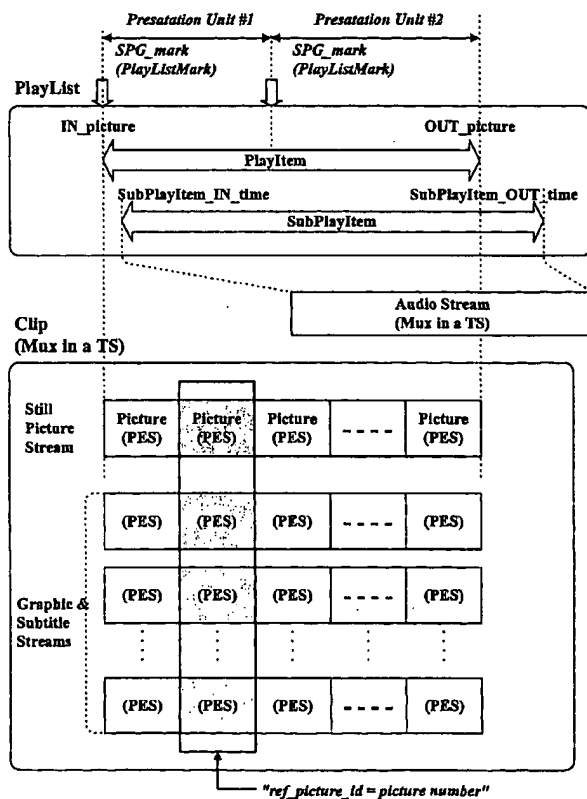 Presatation Unit #1
Presatation Unit #2
SPG_mark
(PlayListMark)
SPG_mark
(PlayListMark)
PlayList
IN_picture
OUT_picture
PlayItem
SubPlayItem_IN_time
SubPlayItem_OUT_time
SubPlayItem
Audio Stream
(Mux in a TS)
Clip
(Mux in a TS)
Still
Picture
Stream
Picture
(PES)
Picture
(PES)
Picture
(PES)
Picture
(PES)
(PES)
(PES)
(PES)
(PES)
Graphic &
Subtitle
Streams
(PES)
(PES)
(PES)
(PES)
(PES)
(PES)
(PES)
(PES)
"ref_picture_id = picture number"